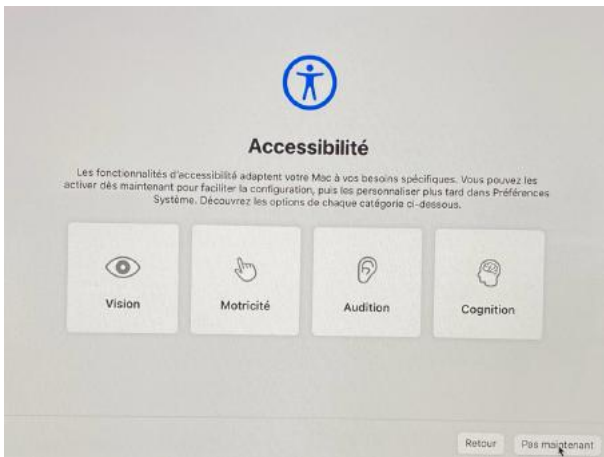 Accessibilité
Les fonctionnalités d'accessibilité adaptent votre Mac à vos besoins spécifiques. Vous pouvez les
activer dès maintenant pour faciliter la configuration, puis les personnaliser plus tard dans Préférences
Système. Découvrez les options de chaque catégorie ci-dessous.
Vision
Motricité
Audition
Cognition
Retour
Pas maintenant